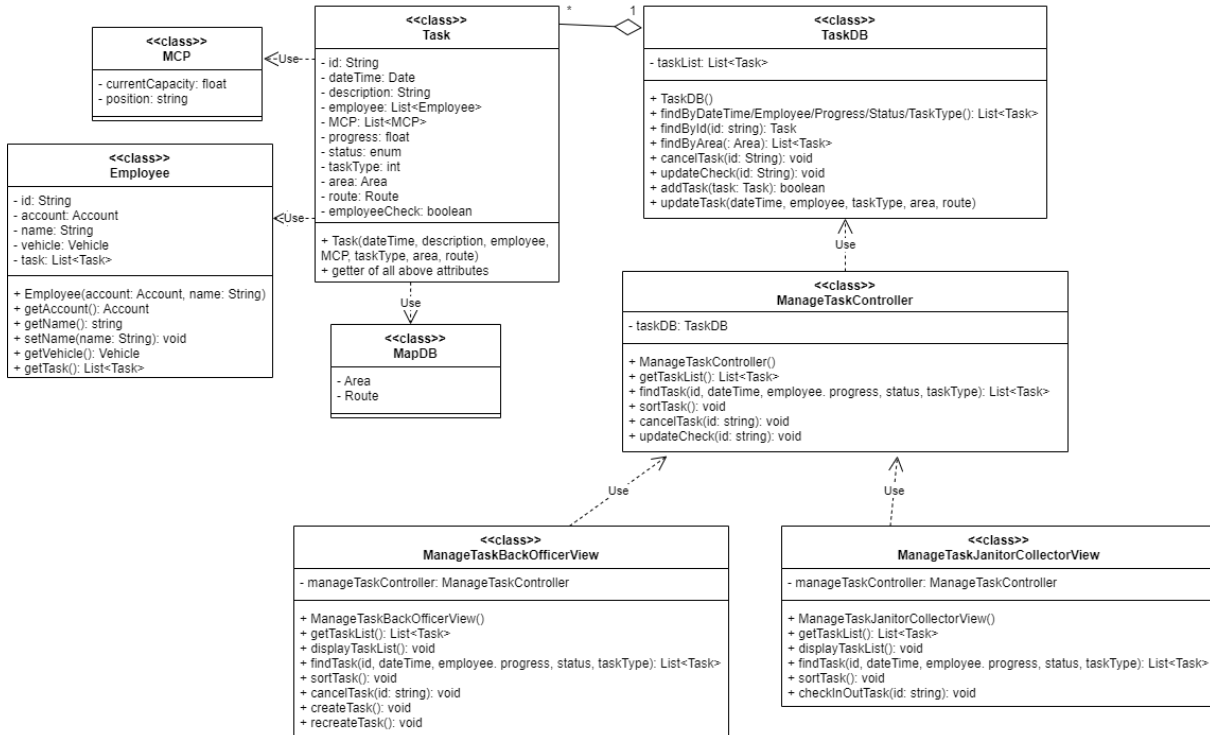 <<class>>
MCP
- currentCapacity: float
- position: string
Use
<<class>>
Task
- id: String
- dateTime: Date
- description: String
- employee: List<Employee>
- MCP: List<MCP>
- progress: float
- status: enum
- taskType: int
- area: Area
- route: Route
- employeeCheck: boolean
+ Task(dateTime, description, employee,
MCP, taskType, area, route)
+ getter of all above attributes
*
1
<<class>>
TaskDB
- taskList: List<Task>
+ TaskDB()
+ findByDateTime/Employee/Progress/Status/TaskType(): List<Task>
+ findById(id: string): Task
+ findByArea(: Area): List<Task>
+ cancelTask(id: String): void
+ updateCheck(id: String): void
+ addTask(task: Task): boolean
+ updateTask(dateTime, employee, taskType, area, route)
<<class>>
Employee
- id: String
- account: Account
- name: String
- vehicle: Vehicle
- task: List<Task>
+ Employee(account: Account, name: String)
+ getAccount(): Account
+ getName(): string
+ setName(name: String): void
+ getVehicle(): Vehicle
+ getTask(): List<Task>
Use
Use
<<class>>
MapDB
- Area
- Route
Use
<<class>>
ManageTaskController
- taskDB: TaskDB
+ ManageTaskController()
+ getTaskList(): List<Task>
+ findTask(id, dateTime, employee. progress, status, taskType): List<Task>
+ sortTask(): void
+ cancelTask(id: string): void
+ updateCheck(id: string): void
Use
Use
<<class>>
ManageTaskBackOfficerView
- manageTaskController: ManageTaskController
+ ManageTaskBackOfficerView()
+ getTaskList(): List<Task>
+ displayTaskList(): void
+ findTask(id, dateTime, employee. progress, status, taskType): List<Task>
+ sortTask(): void
+ cancelTask(id: string): void
+ createTask(): void
+ recreateTask(): void
<<class>>
ManageTaskJanitorCollectorView
- manageTaskController: ManageTaskController
+ ManageTaskJanitorCollectorView()
+ getTaskList(): List<Task>
+ displayTaskList(): void
+ findTask(id, dateTime, employee. progress, status, taskType): List<Task>
+ sortTask(): void
+ checkInOutTask(id: string): void